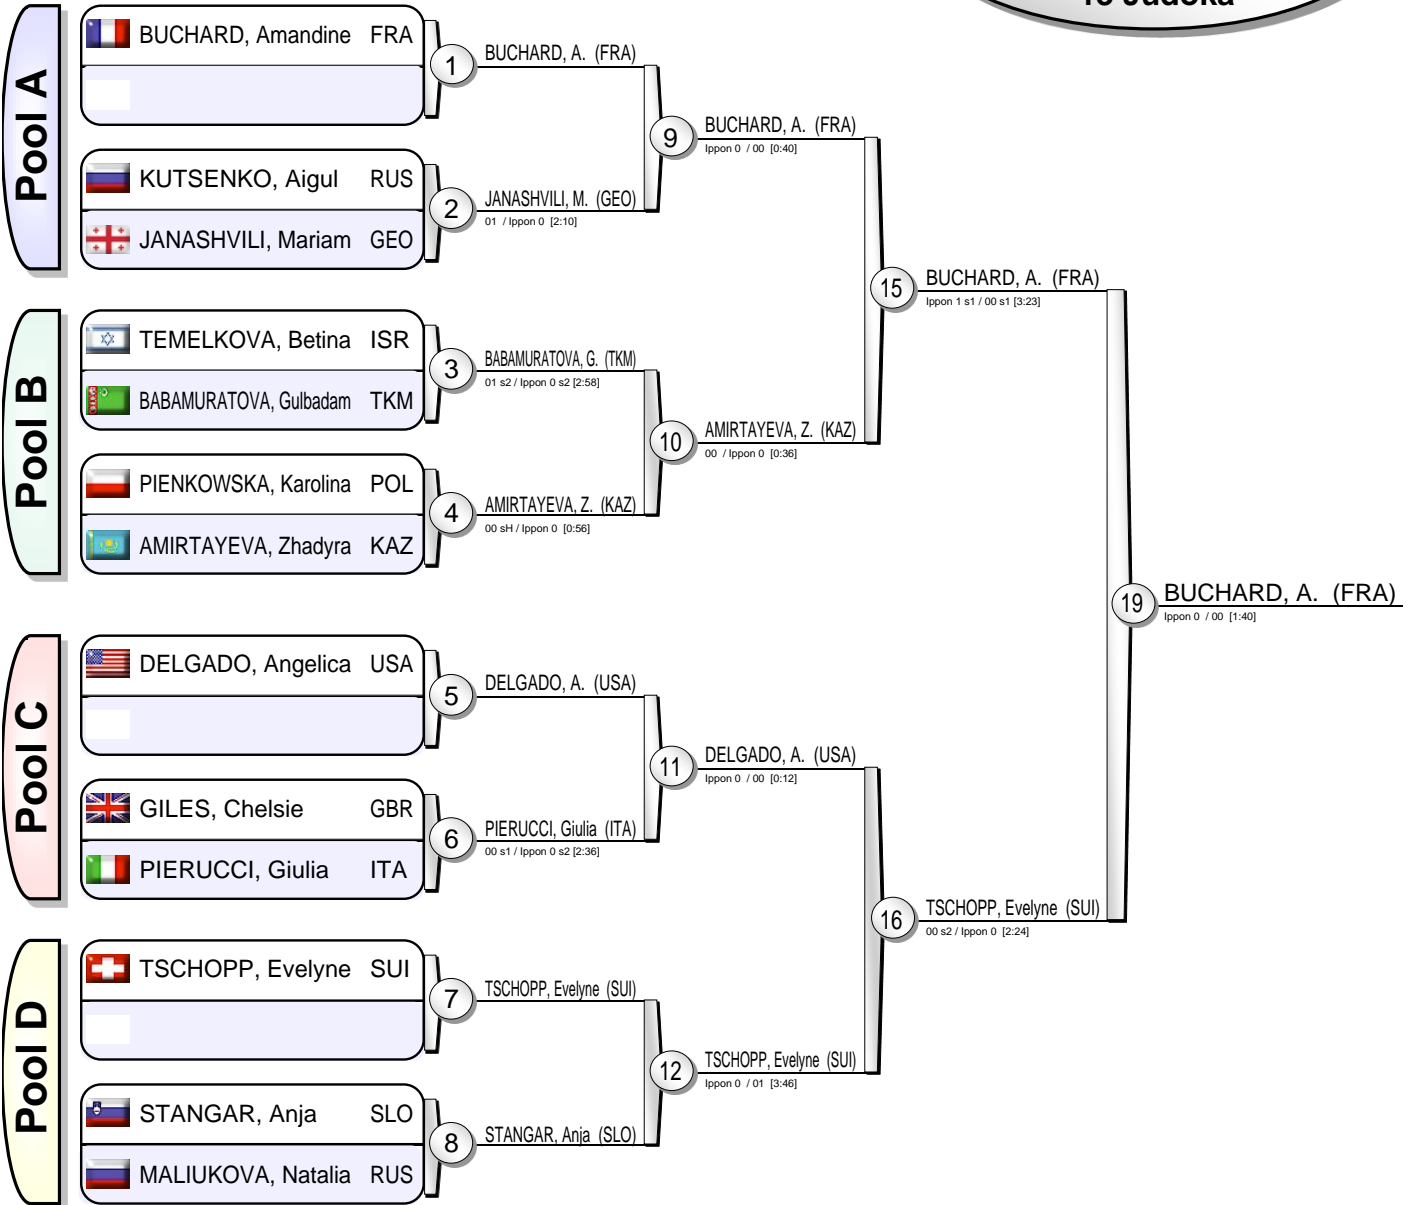 13 Judoka
Pool A
BUCHARD, Amandine FRA
KUTSENKO, Aigul RUS
JANASHVILI, Mariam GEO
Pool B
TEMELKOVA, Betina ISR
BABAMURATOVA, Gulbadam TKM
PIENKOWSKA, Karolina POL
AMIRTAYEVA, Zhadyra KAZ
Pool C
DELGADO, Angelica USA
GILES, Chelsie GBR
PIERUCCI, Giulia ITA
Pool D
TSCHOPP, Evelyne SUI
STANGAR, Anja SLO
MALIUKOVA, Natalia RUS
1
BUCHARD, A. (FRA)
2
JANASHVILI, M. (GEO)
01 / Ippon 0 [2:10]
3
BABAMURATOVA, G. (TKM)
01 s2 / Ippon 0 s2 [2:58]
4
AMIRTAYEVA, Z. (KAZ)
00 sH / Ippon 0 [0:56]
5
DELGADO, A. (USA)
6
PIERUCCI, Giulia (ITA)
00 s1 / Ippon 0 s2 [2:36]
7
TSCHOPP, Evelyne (SUI)
8
STANGAR, Anja (SLO)
9
BUCHARD, A. (FRA)
Ippon 0 / 00 [0:40]
10
AMIRTAYEVA, Z. (KAZ)
00 / Ippon 0 [0:36]
11
DELGADO, A. (USA)
Ippon 0 / 00 [0:12]
12
TSCHOPP, Evelyne (SUI)
Ippon 0 / 01 [3:46]
15
BUCHARD, A. (FRA)
Ippon 1 s1 / 00 s1 [3:23]
16
TSCHOPP, Evelyne (SUI)
00 s2 / Ippon 0 [2:24]
19
BUCHARD, A. (FRA)
Ippon 0 / 00 [1:40]